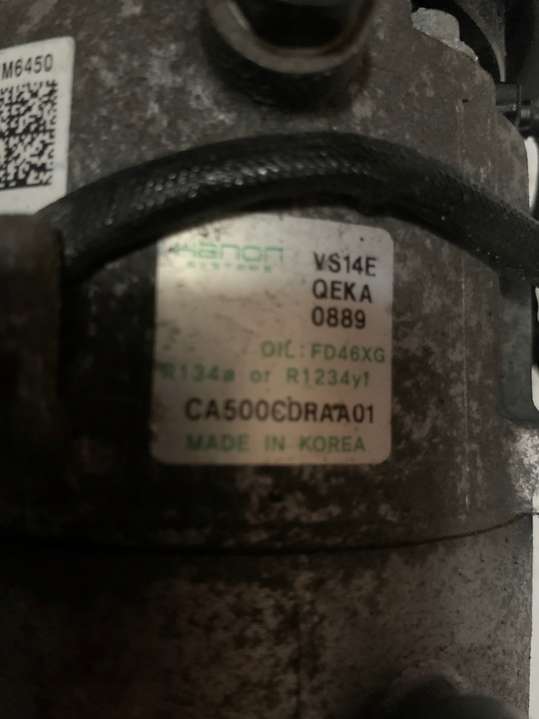 M6450
Hanon
SYSTEMS
VS14E
QEKA
0889
OIL: FD46XG
R134a or R1234yf
CA500CDRAA01
MADE IN KOREA